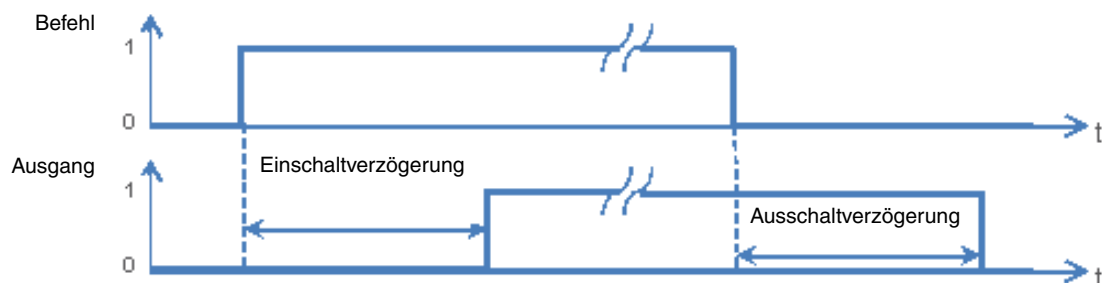 Befehl
1
0
t
Ausgang
Einschaltverzögerung
1
Ausschaltverzögerung
0
t